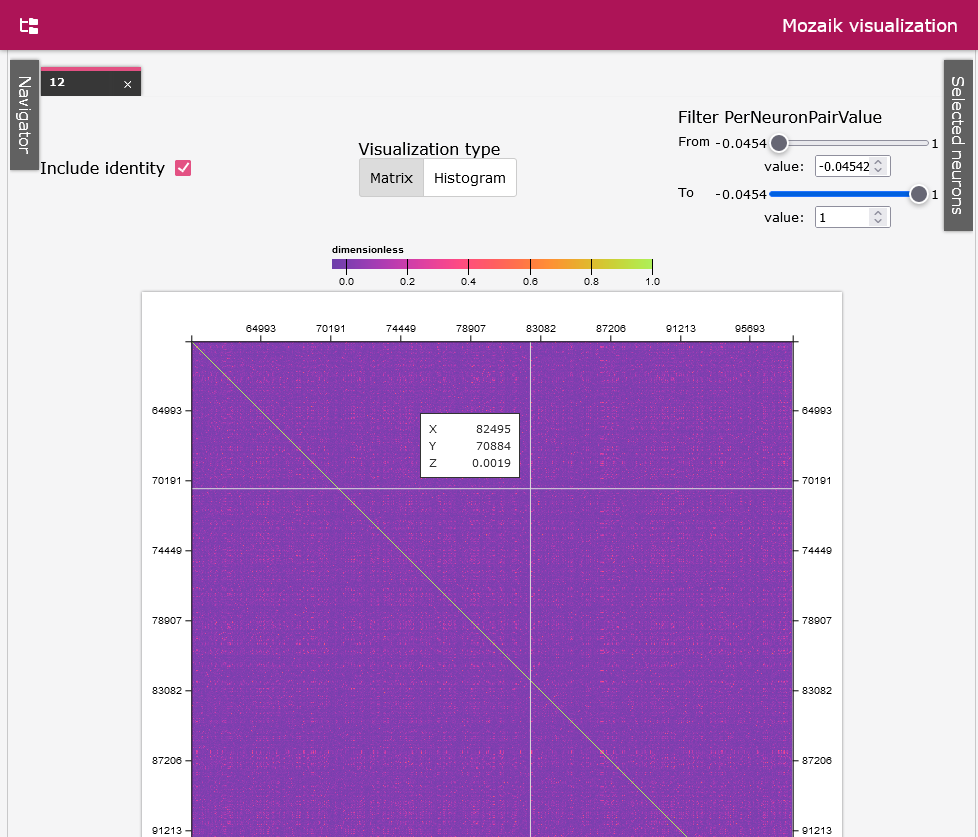 Mozaik visualization
Navigator
12 ×
Selected neurons
Include identity
Visualization type
Matrix Histogram
Filter PerNeuronPairValue
From -0.0454 1
value: -0.04542
To -0.0454 1
value: 1
dimensionless
0.0 0.2 0.4 0.6 0.8 1.0
64993 70191 74449 78907 83082 87206 91213 95693
64993 64993
X 82495
Y 70884
Z 0.0019
70191 70191
74449 74449
78907 78907
83082 83082
87206 87206
91213 91213